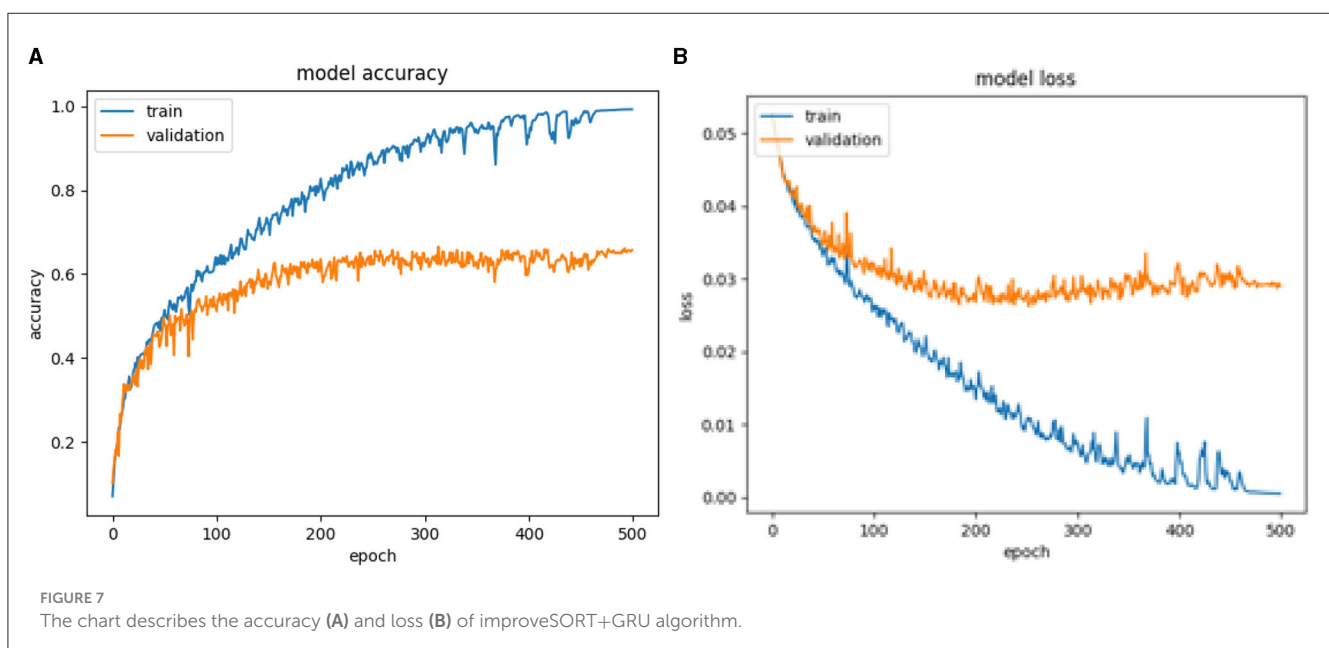 A
model accuracy
train
validation
1.0
0.8
0.6
0.4
0.2
accuracy
0
100
200
300
400
500
epoch
B
model loss
train
validation
0.05
0.04
0.03
0.02
0.01
0.00
loss
0
100
200
300
400
500
epoch
FIGURE 7
The chart describes the accuracy (A) and loss (B) of improveSORT+GRU algorithm.